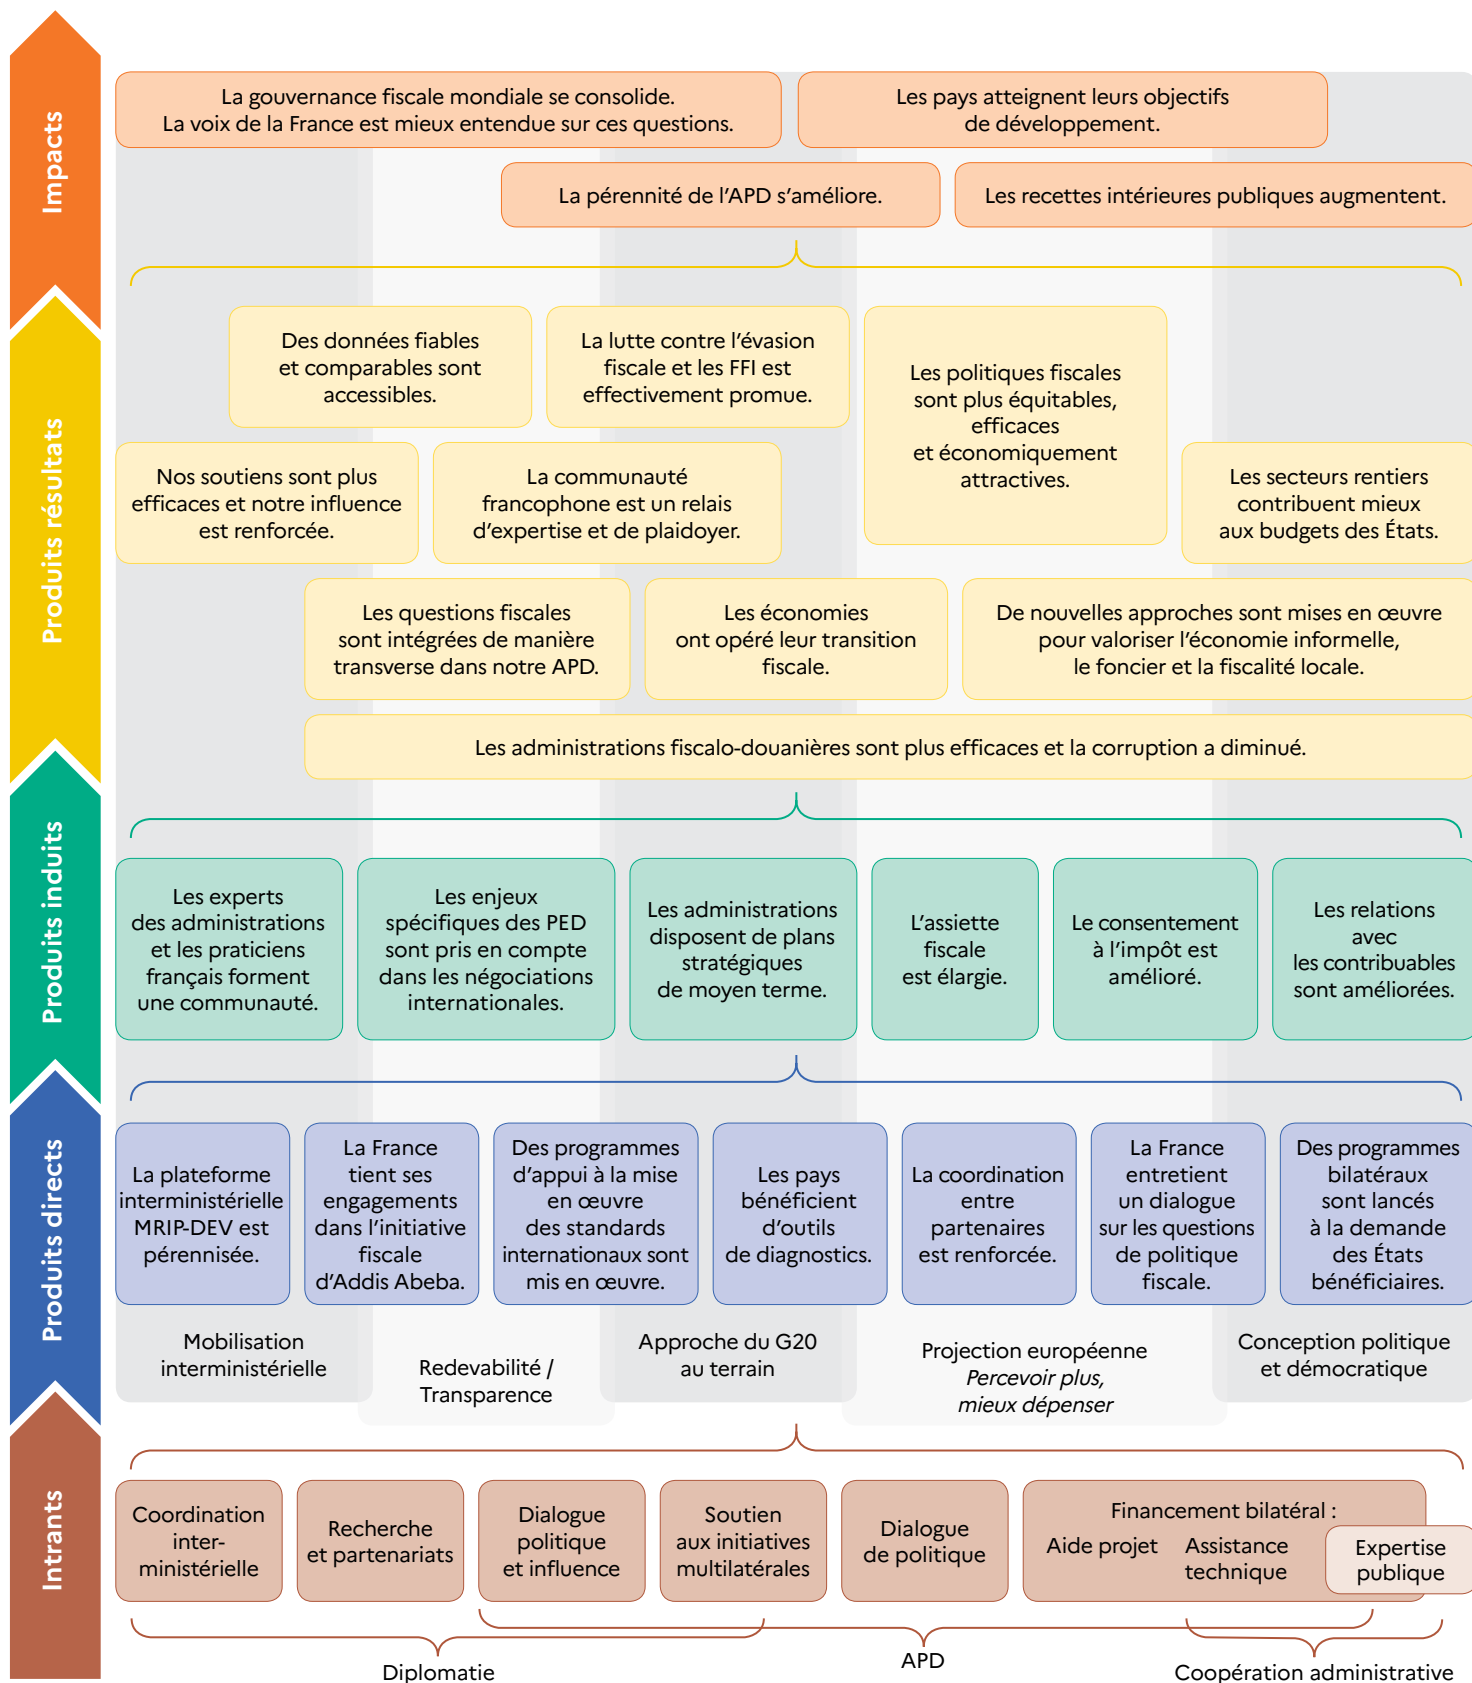 Impacts
La gouvernance fiscale mondiale se consolide.
La voix de la France est mieux entendue sur ces questions.
Les pays atteignent leurs objectifs
de développement.
La pérennité de l’APD s’améliore.
Les recettes intérieures publiques augmentent.
Produits résultats
Des données fiables
et comparables sont
accessibles.
La lutte contre l’évasion
fiscale et les FFI est
effectivement promue.
Les politiques fiscales
sont plus équitables,
efficaces
et économiquement
attractives.
Nos soutiens sont plus
efficaces et notre influence
est renforcée.
La communauté
francophone est un relais
d’expertise et de plaidoyer.
Les secteurs rentiers
contribuent mieux
aux budgets des États.
Les questions fiscales
sont intégrées de manière
transverse dans notre APD.
Les économies
ont opéré leur transition
fiscale.
De nouvelles approches sont mises en œuvre
pour valoriser l’économie informelle,
le foncier et la fiscalité locale.
Les administrations fiscalo-douanières sont plus efficaces et la corruption a diminué.
Produits induits
Les experts
des administrations
et les praticiens
français forment
une communauté.
Les enjeux
spécifiques des PED
sont pris en compte
dans les négociations
internationales.
Les administrations
disposent de plans
stratégiques
de moyen terme.
L’assiette
fiscale
est élargie.
Le consentement
à l’impôt est
amélioré.
Les relations
avec
les contribuables
sont améliorées.
Produits directs
La plateforme
interministérielle
MRIP-DEV est
pérennisée.
La France
tient ses
engagements
dans l’initiative
fiscale
d’Addis Abeba.
Des programmes
d’appui à la mise
en œuvre
des standards
internationaux sont
mis en œuvre.
Les pays
bénéficient
d’outils
de diagnostics.
La coordination
entre
partenaires
est renforcée.
La France
entretient
un dialogue
sur les questions
de politique
fiscale.
Des programmes
bilatéraux
sont lancés
à la demande
des États
bénéficiaires.
Mobilisation
interministérielle
Redevabilité /
Transparence
Approche du G20
au terrain
Projection européenne
Percevoir plus,
mieux dépenser
Conception politique
et démocratique
Intrants
Coordination
inter-
ministérielle
Recherche
et partenariats
Dialogue
politique
et influence
Soutien
aux initiatives
multilatérales
Dialogue
de politique
Financement bilatéral :
Aide projet
Assistance
technique
Expertise
publique
Diplomatie
APD
Coopération administrative